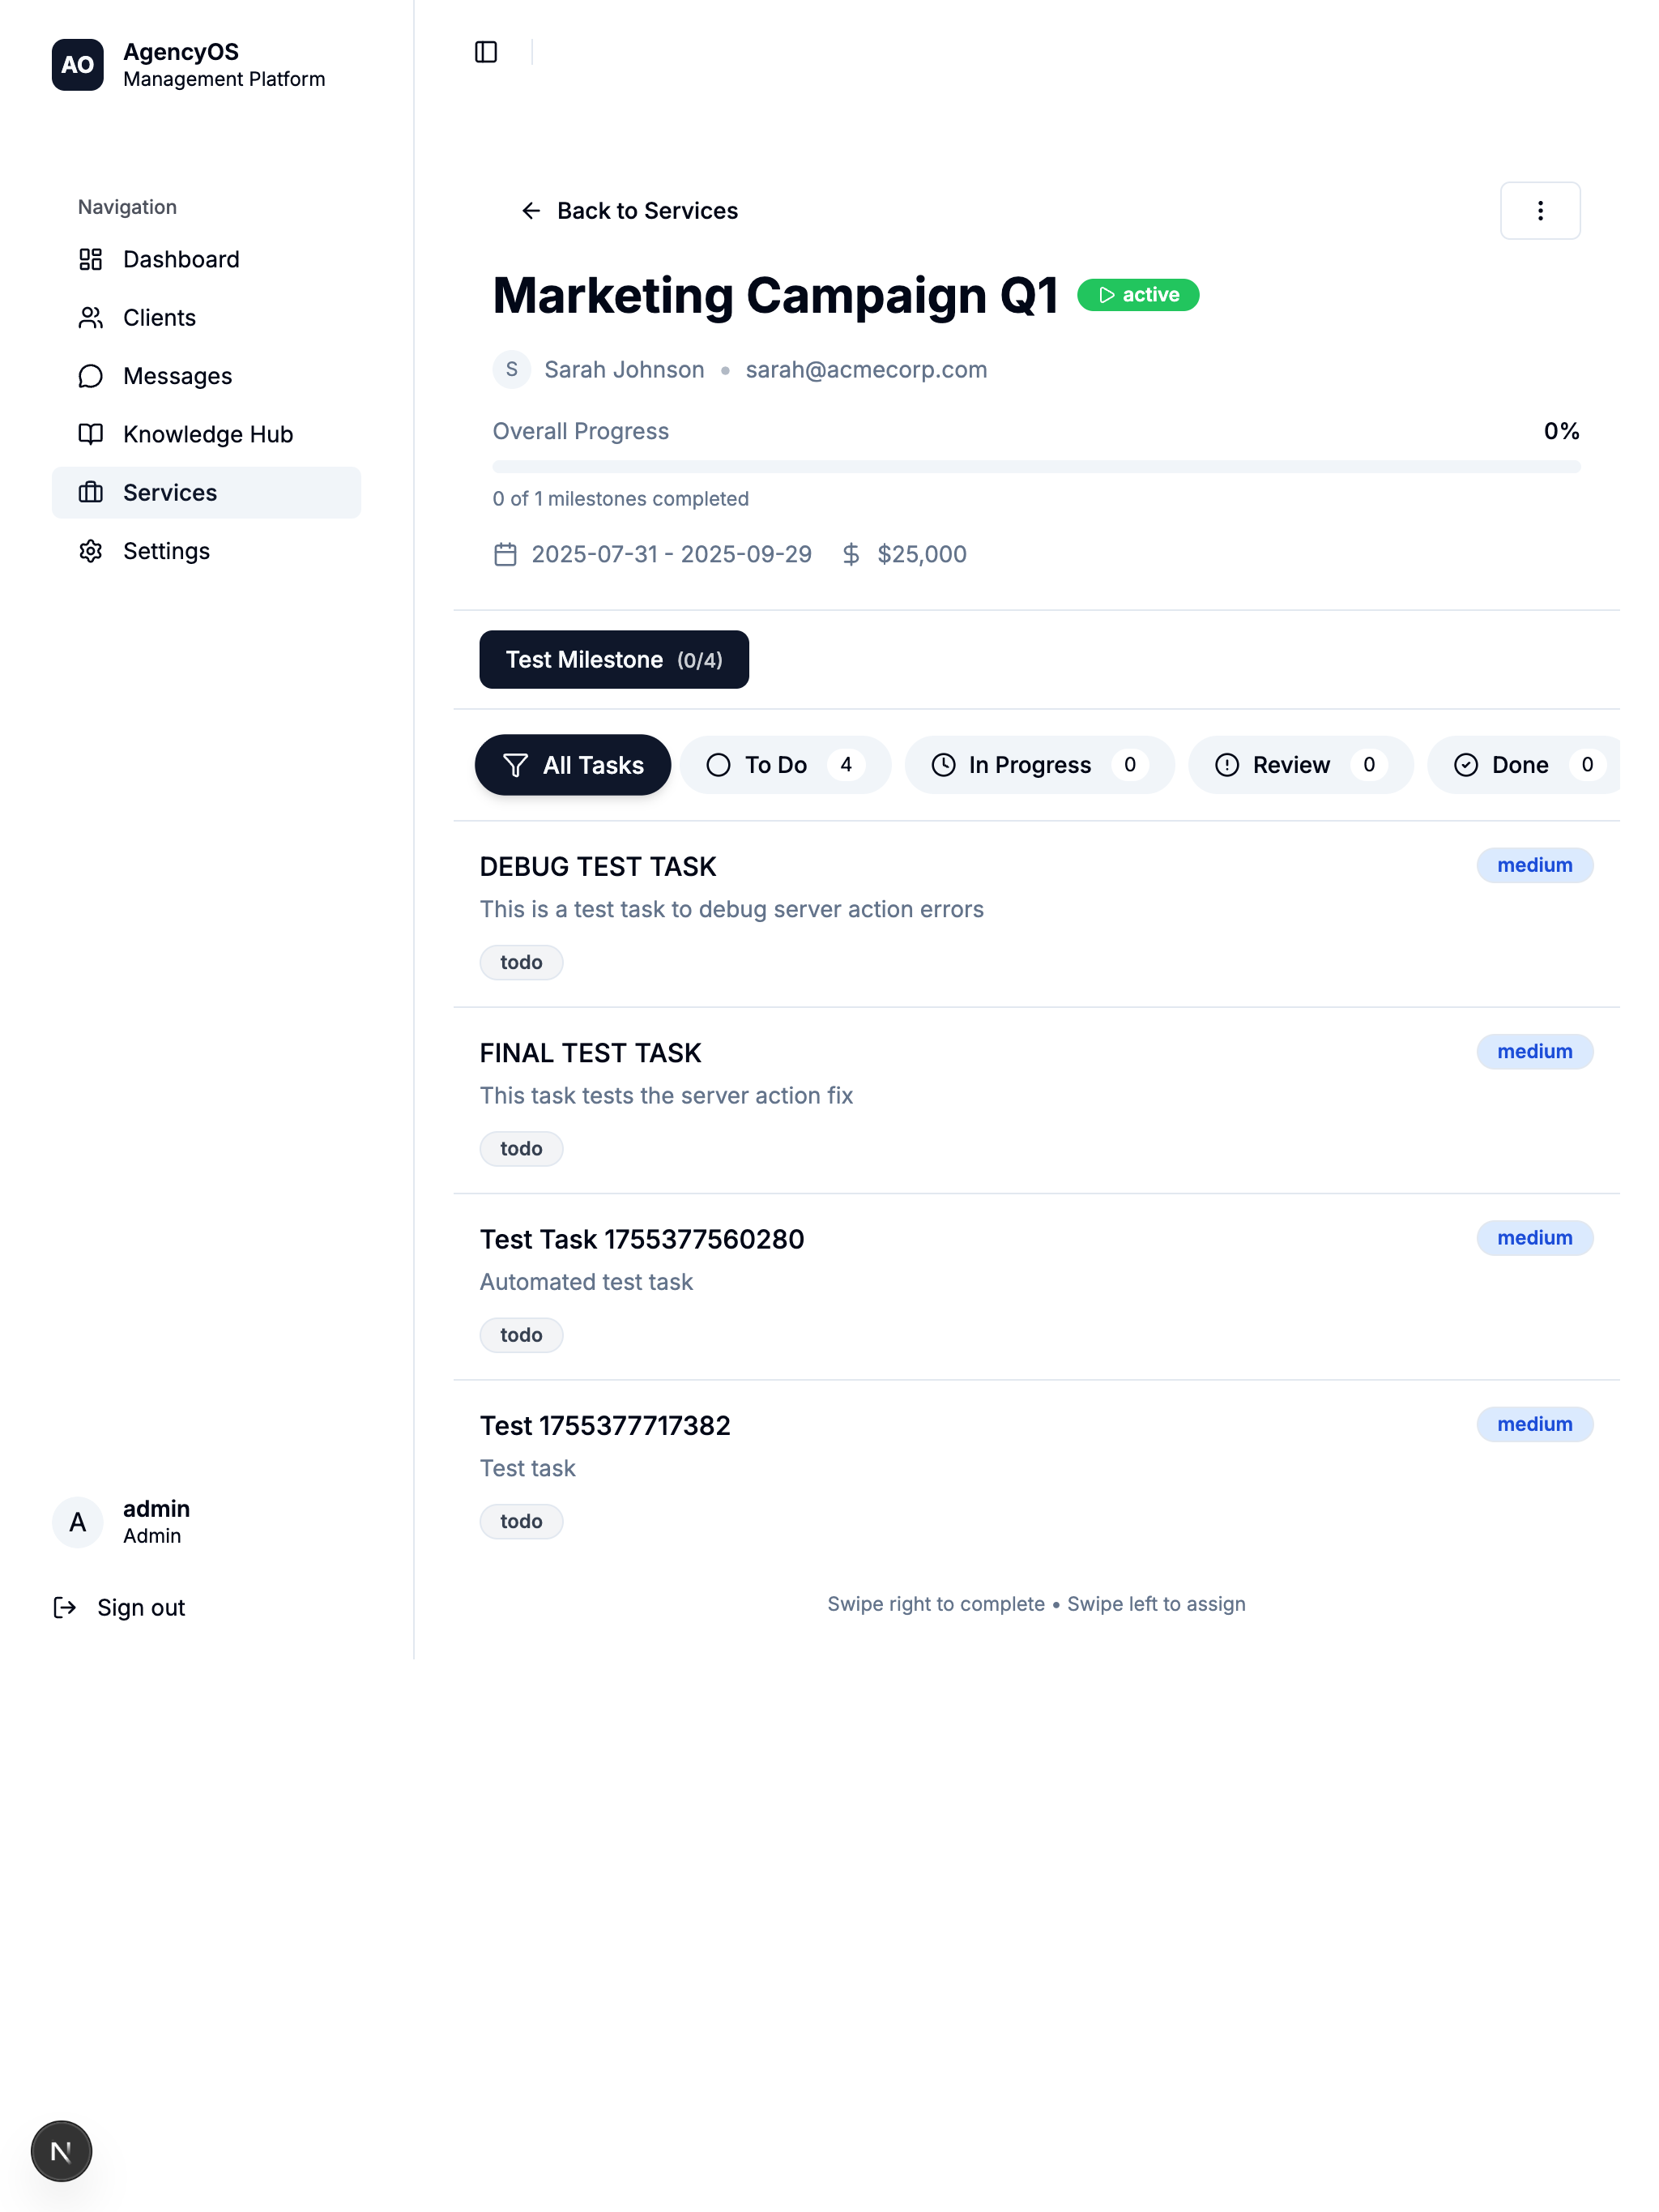 AO
AgencyOS
Management Platform
Navigation
Dashboard
Clients
Messages
Knowledge Hub
Services
Settings
admin
A
Admin
Sign out
N
Back to Services
Marketing Campaign Q1
active
S Sarah Johnson • sarah@acmecorp.com
Overall Progress 0%
0 of 1 milestones completed
2025-07-31 - 2025-09-29 $ $25,000
Test Milestone (0/4)
All Tasks To Do 4 In Progress 0 Review 0 Done 0
DEBUG TEST TASK medium
This is a test task to debug server action errors
todo
FINAL TEST TASK medium
This task tests the server action fix
todo
Test Task 1755377560280 medium
Automated test task
todo
Test 1755377717382 medium
Test task
todo
Swipe right to complete • Swipe left to assign